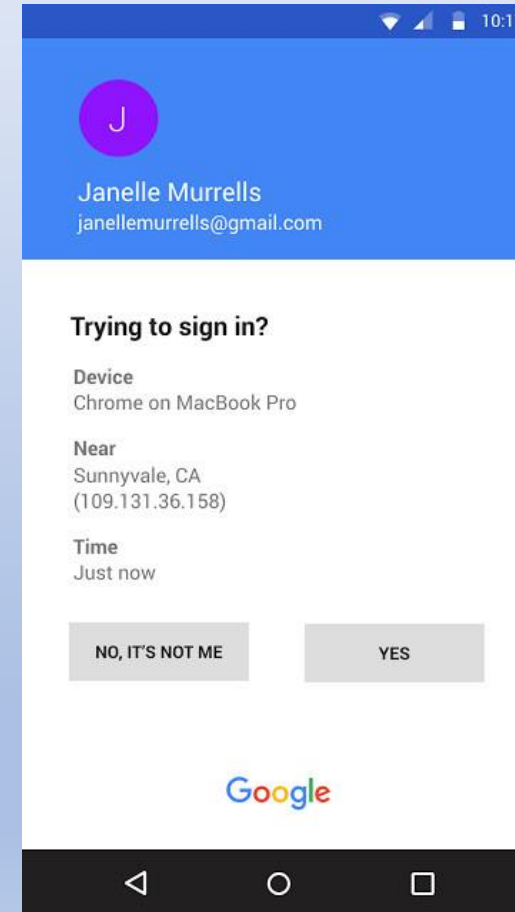 10:1
J
Janelle Murrells
janellemurrells@gmail.com
Trying to sign in?
Device
Chrome on MacBook Pro
Near
Sunnyvale, CA
(109.131.36.158)
Time
Just now
NO, IT'S NOT ME
YES
Google